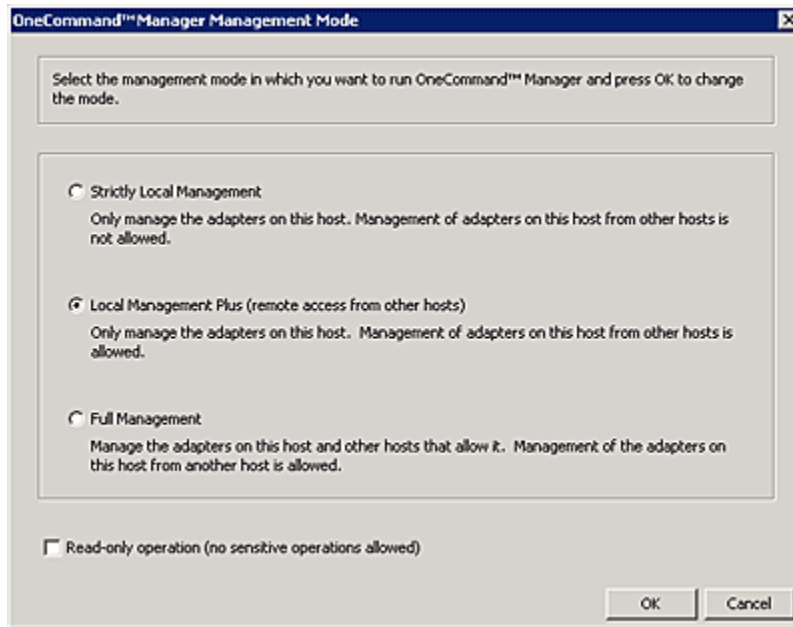 OneCommand™Manager Management Mode
Select the management mode in which you want to run OneCommand™ Manager and press OK to change
the mode.
Strictly Local Management
Only manage the adapters on this host. Management of adapters on this host from other hosts is
not allowed.
Local Management Plus (remote access from other hosts)
Only manage the adapters on this host.  Management of adapters on this host from other hosts is
allowed.
Full Management
Manage the adapters on this host and other hosts that allow it.  Management of the adapters on
this host from another host is allowed.
Read-only operation (no sensitive operations allowed)
OK
Cancel